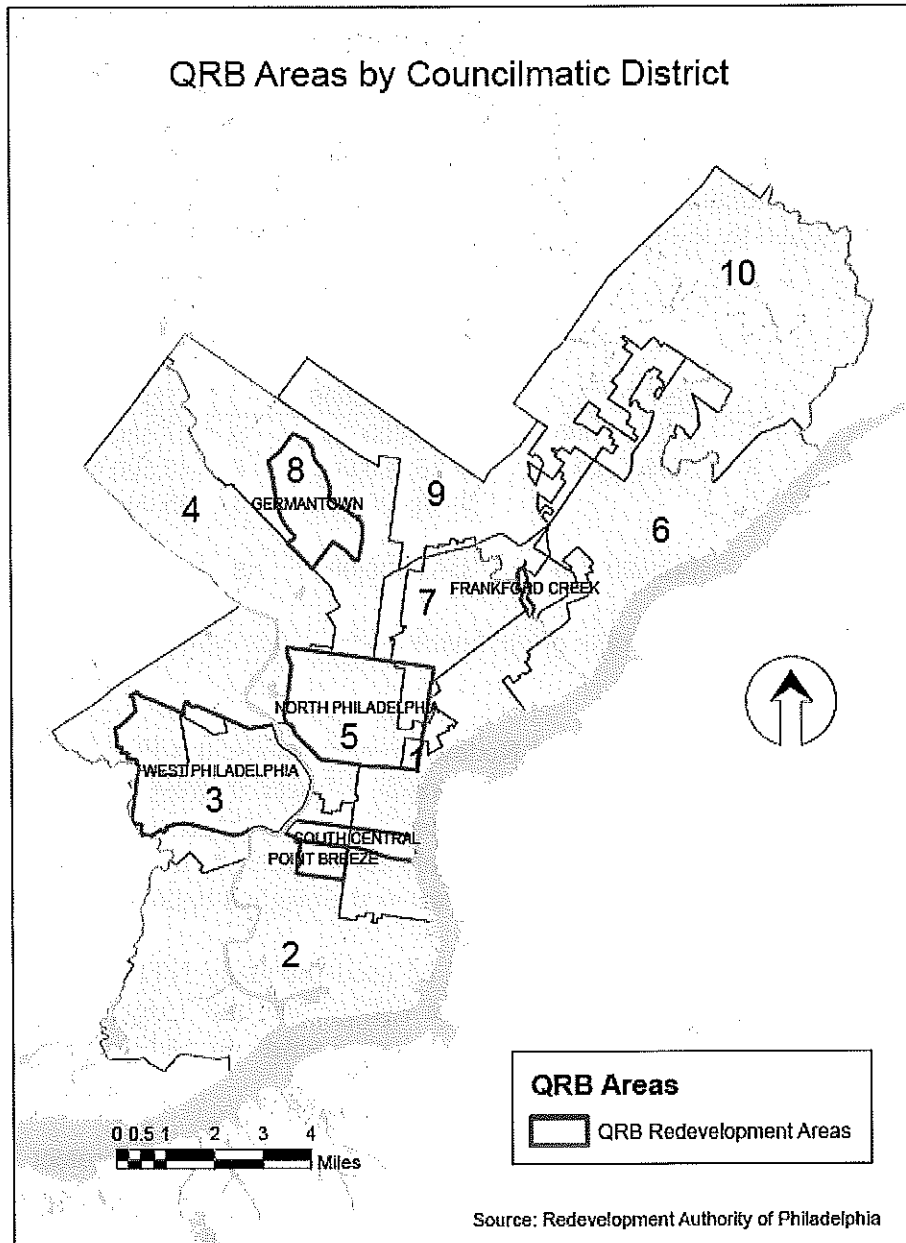 QRB Areas by Councilmatic District
10
8
GERMANTOWN
4
9
6
7
FRANKFORD CREEK
NORTH PHILADELPHIA
5
WEST PHILADELPHIA
3
SOUTH CENTRAL
POINT BREEZE
2
QRB Areas
QRB Redevelopment Areas
0 0.5 1 2 3 4
Miles
Source: Redevelopment Authority of Philadelphia